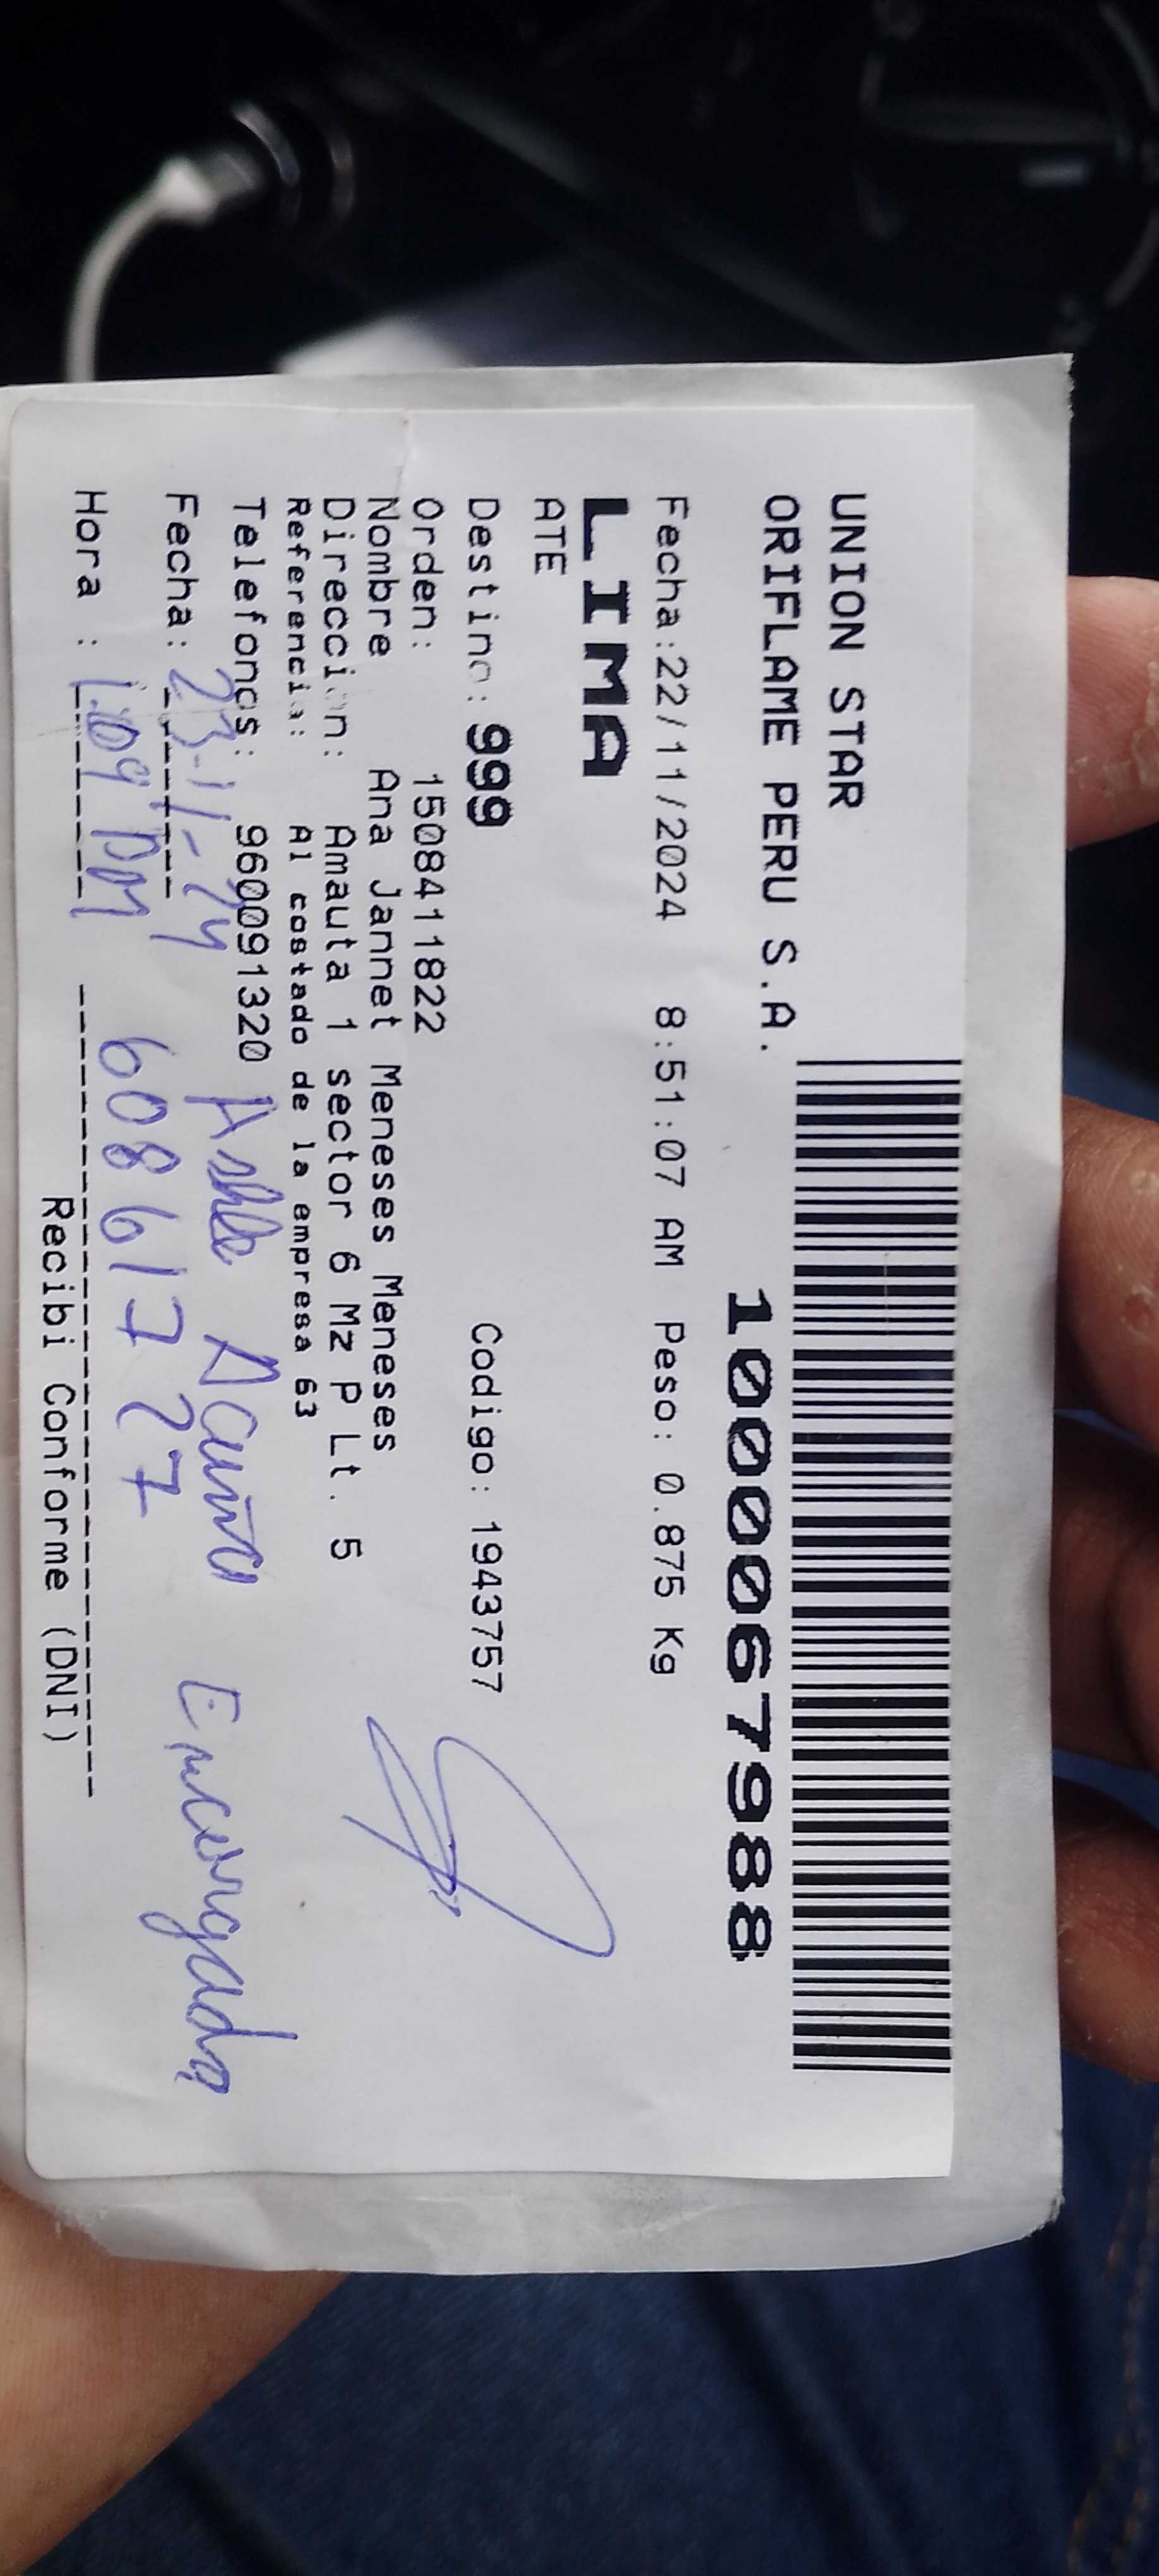 UNION STAR
ORIFLAME PERU S.A.
1000067988
Fecha:22/11/2024 8:51:07 AM Peso: 0.875 Kg
LIMA
ATE
Destino: 999 Codigo: 1943757
Orden: 1508411822
Nombre Ana Jannet Meneses Meneses
Dirección: Amauta 1 sector 6 Mz P Lt. 5
Referencia: Al costado de la empresa 63
Telefonos: 960091320
Fecha: 23-11-24 Encargada
Hora : 1:09 PM 60861727
Recibi Conforme (DNI)